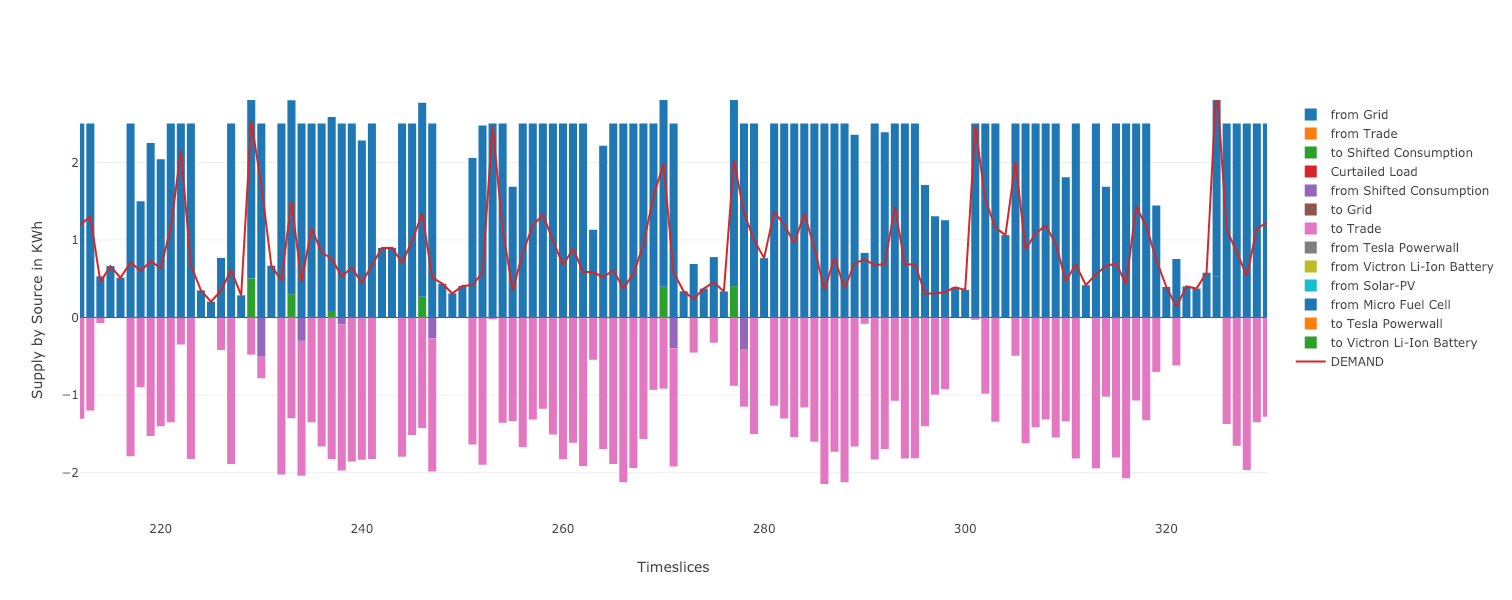 Supply by Source in KWh
2
1
0
−1
−2
220
240
260
280
300
320
Timeslices
from Grid
from Trade
to Shifted Consumption
Curtailed Load
from Shifted Consumption
to Grid
to Trade
from Tesla Powerwall
from Victron Li-Ion Battery
from Solar-PV
from Micro Fuel Cell
to Tesla Powerwall
to Victron Li-Ion Battery
DEMAND